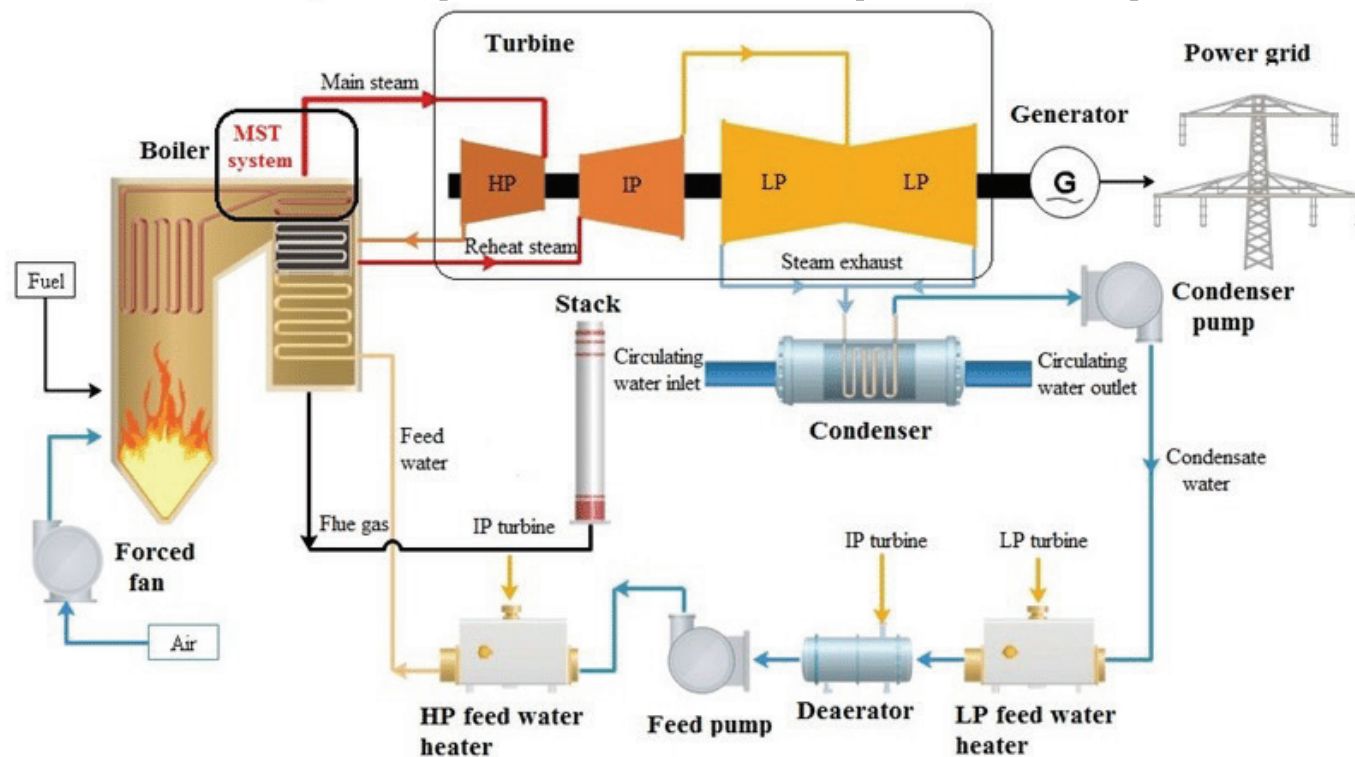 Turbine
Power grid
Main steam
Generator
MST
system
Boiler
HP
IP
LP
LP
G
Reheat steam
Steam exhaust
Fuel
Stack
Condenser
pump
Circulating
water inlet
Circulating
water outlet
Condenser
Feed
water
Condensate
water
Flue gas
IP turbine
IP turbine
LP turbine
Forced
fan
Air
HP feed water
heater
Feed pump
Deaerator
LP feed water
heater